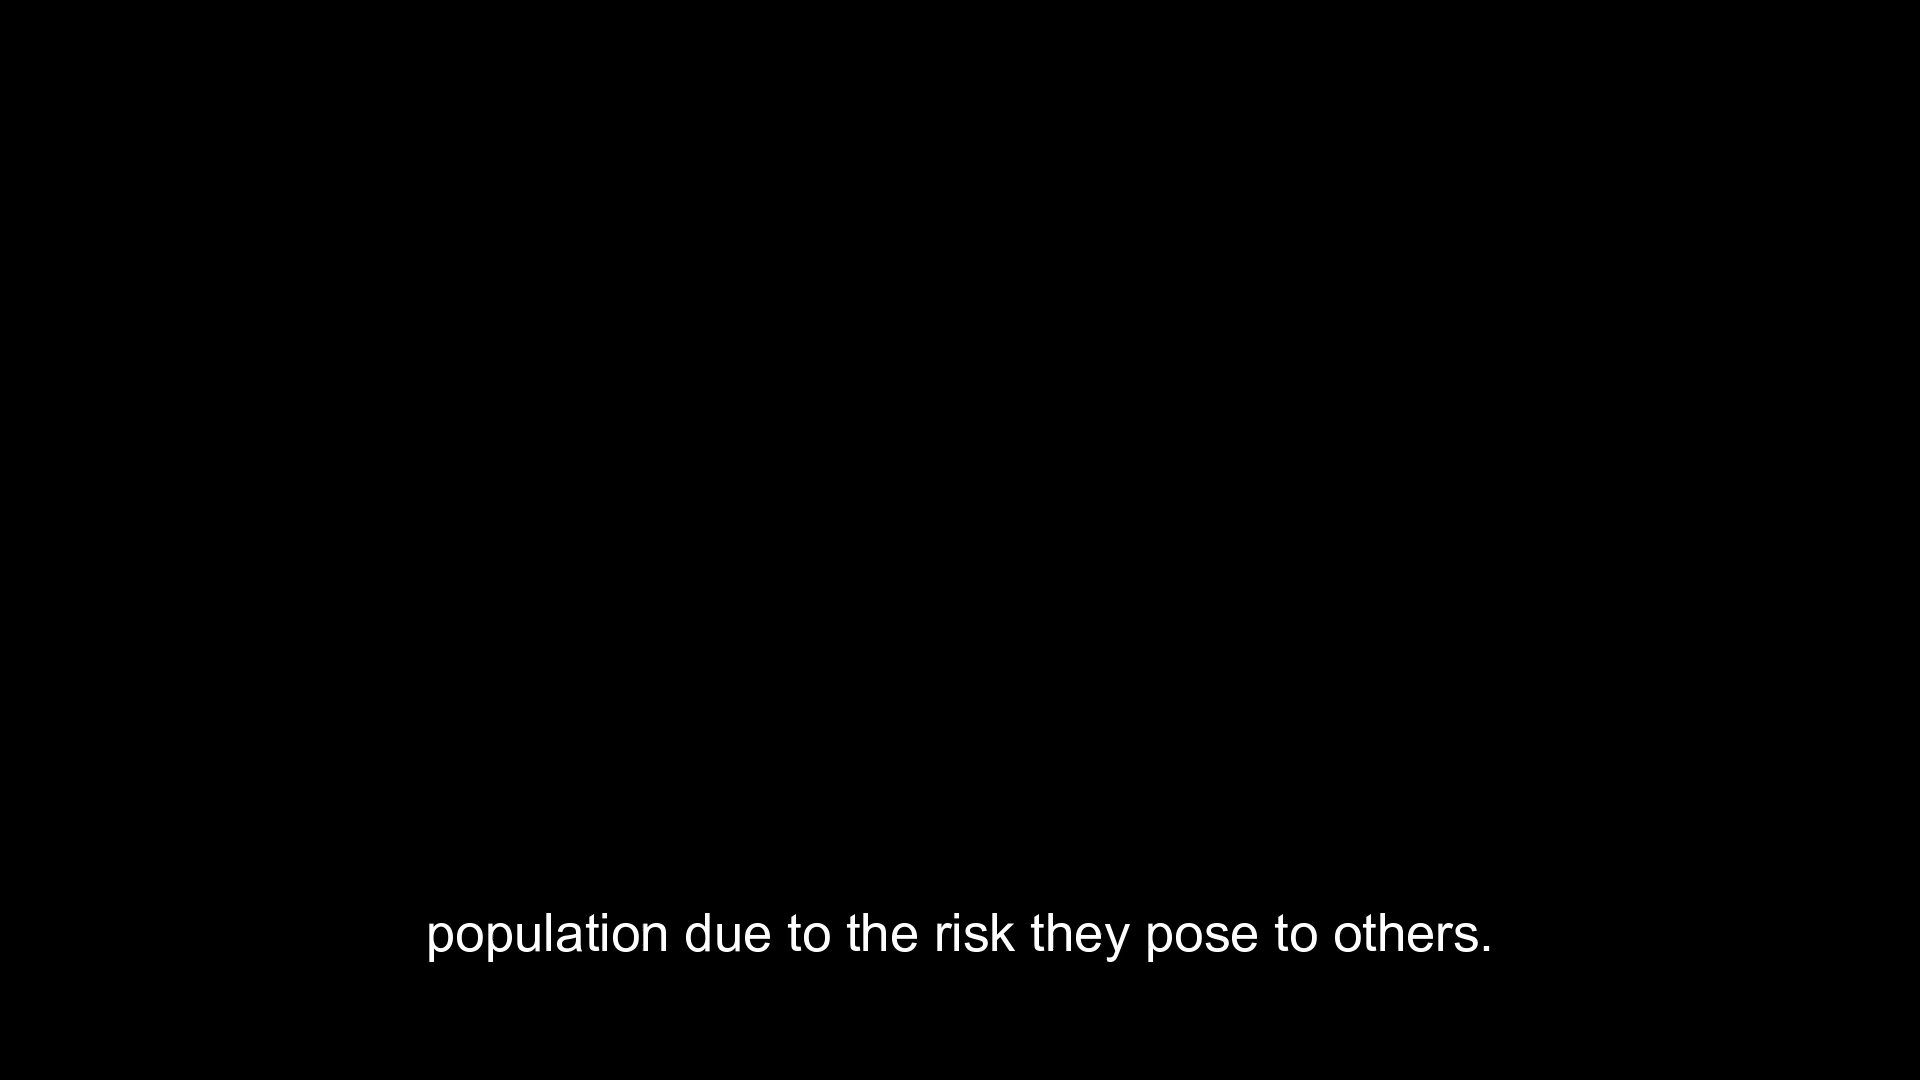 population due to the risk they pose to others.